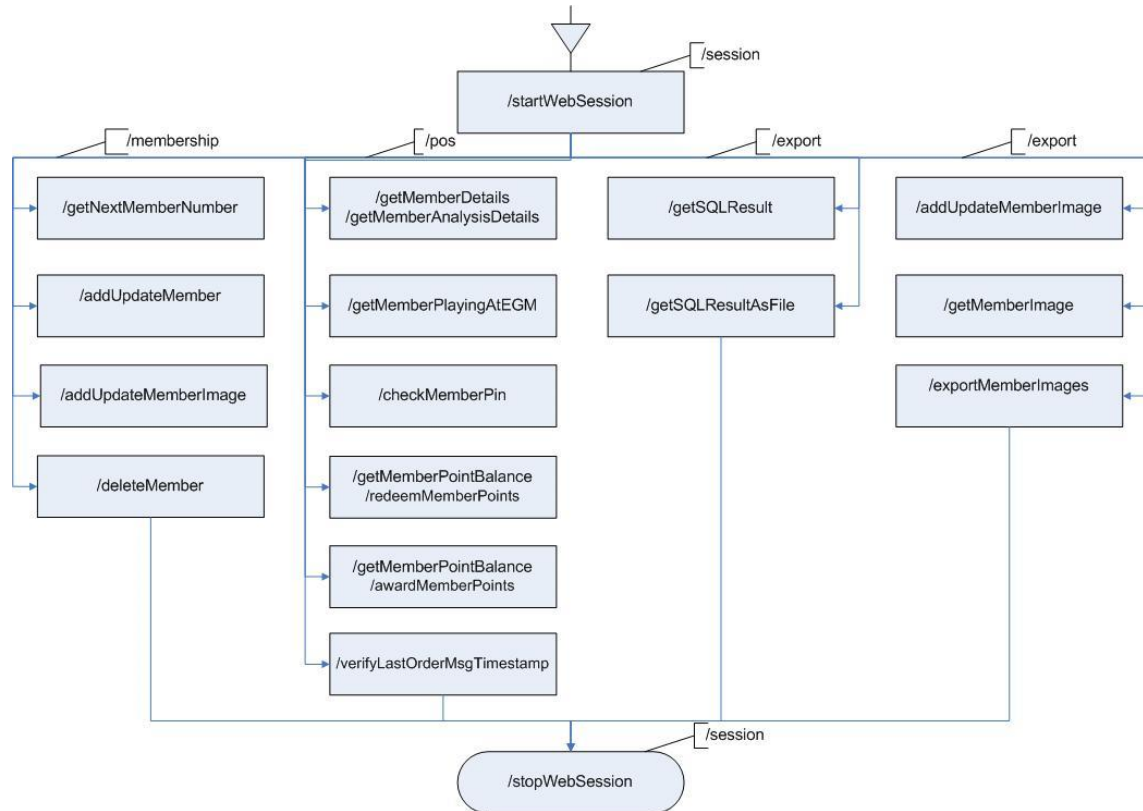 /session
/startWebSession
/membership
/pos
/export
/export
/getNextMemberNumber
/getMemberDetails
/getMemberAnalysisDetails
/getSQLResult
/addUpdateMemberImage
/addUpdateMember
/getMemberPlayingAtEGM
/getSQLResultAsFile
/getMemberImage
/addUpdateMemberImage
/checkMemberPin
/exportMemberImages
/deleteMember
/getMemberPointBalance
/redeemMemberPoints
/getMemberPointBalance
/awardMemberPoints
/verifyLastOrderMsgTimestamp
/session
/stopWebSession